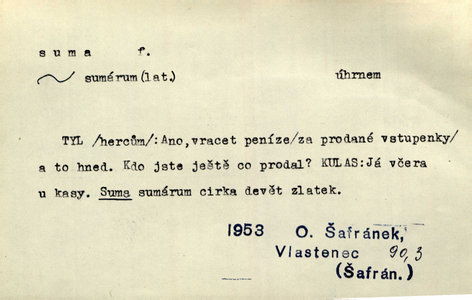 suma f.
~ sumárum(lat.) úhrnem
TYL /hercům/:Ano,vracet peníze/za prodané vstupenky/
a to hned. Kdo jste ještě co prodal? KULAS:Já včera
u kasy. Suma sumárum cirka devět zlatek.
1953 O. Šafránek,
Vlastenec 90,3
(Šafrán.)